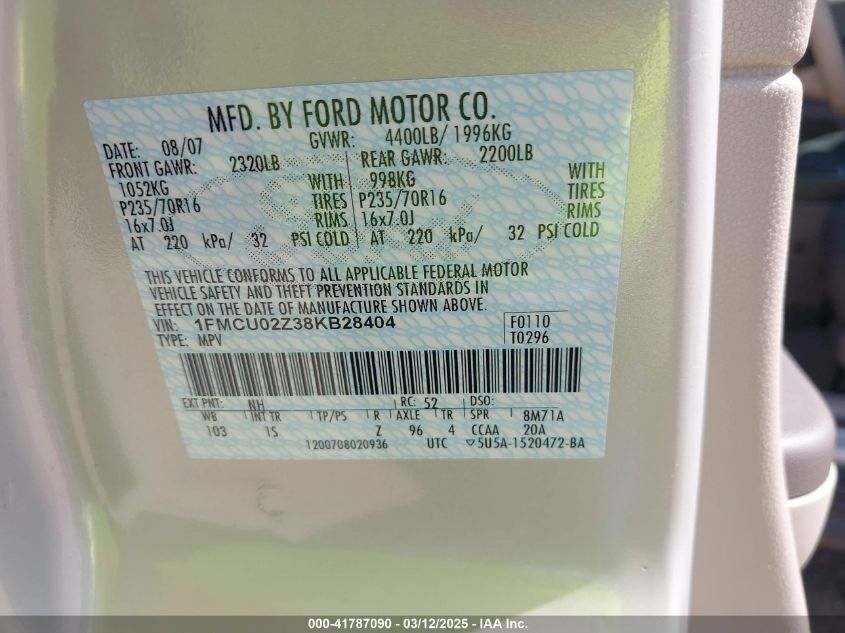 MFD. BY FORD MOTOR CO.
DATE: 08/07 GVWR: 4400LB/ 1996KG
FRONT GAWR: 2320LB REAR GAWR: 2200LB
1052KG WITH 998KG WITH
P235/70R16 TIRES P235/70R16 TIRES
16x7.0J RIMS 16x7.0J RIMS
AT 220 kPa/ 32 PSI COLD AT 220 kPa/ 32 PSI COLD
THIS VEHICLE CONFORMS TO ALL APPLICABLE FEDERAL MOTOR
VEHICLE SAFETY AND THEFT PREVENTION STANDARDS IN
EFFECT ON THE DATE OF MANUFACTURE SHOWN ABOVE.
VIN: 1FMCU02Z38KB28404 F0110
TYPE: MPV T0296
EXT PNT: NH RC: 52 DSO:
WB INT TR TP/PS R AXLE TR SPR 8M71A
103 IS Z 96 4 CCAA 20A
1200708020936 UTC ▽5U5A-1520472-BA
000-41787090 - 03/12/2025 - IAA Inc.